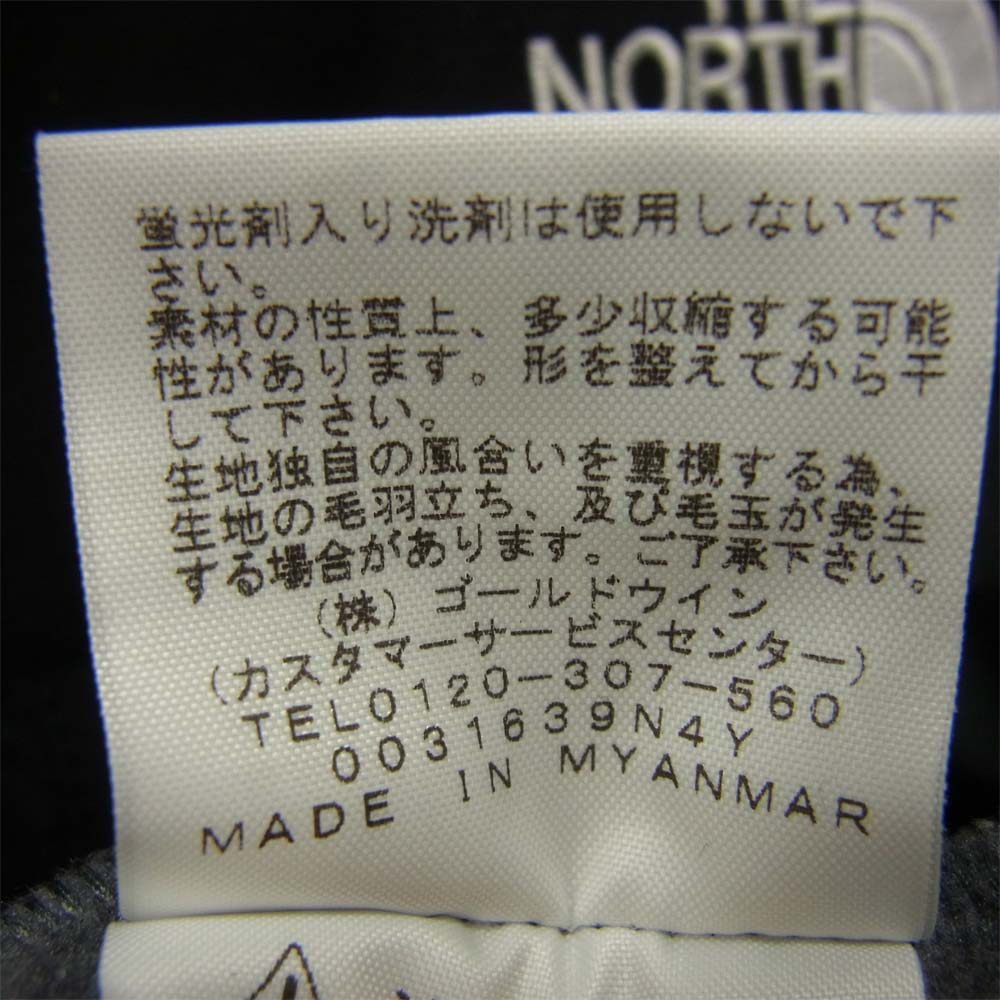 THE
NORTH
蛍光剤入り洗剤は使用しないで下
さい。
素材の性質上、多少収縮する可能
性があります。形を整えてから干
して下さい。
生地独自の風合いを重視する為、
生地の毛羽立ち、及び毛玉が発生
する場合があります。ご了承下さい。
(株) ゴールドウイン
(カスタマーサービスセンター)
TEL0120-307-560
0031639N4Y
MADE IN MYANMAR